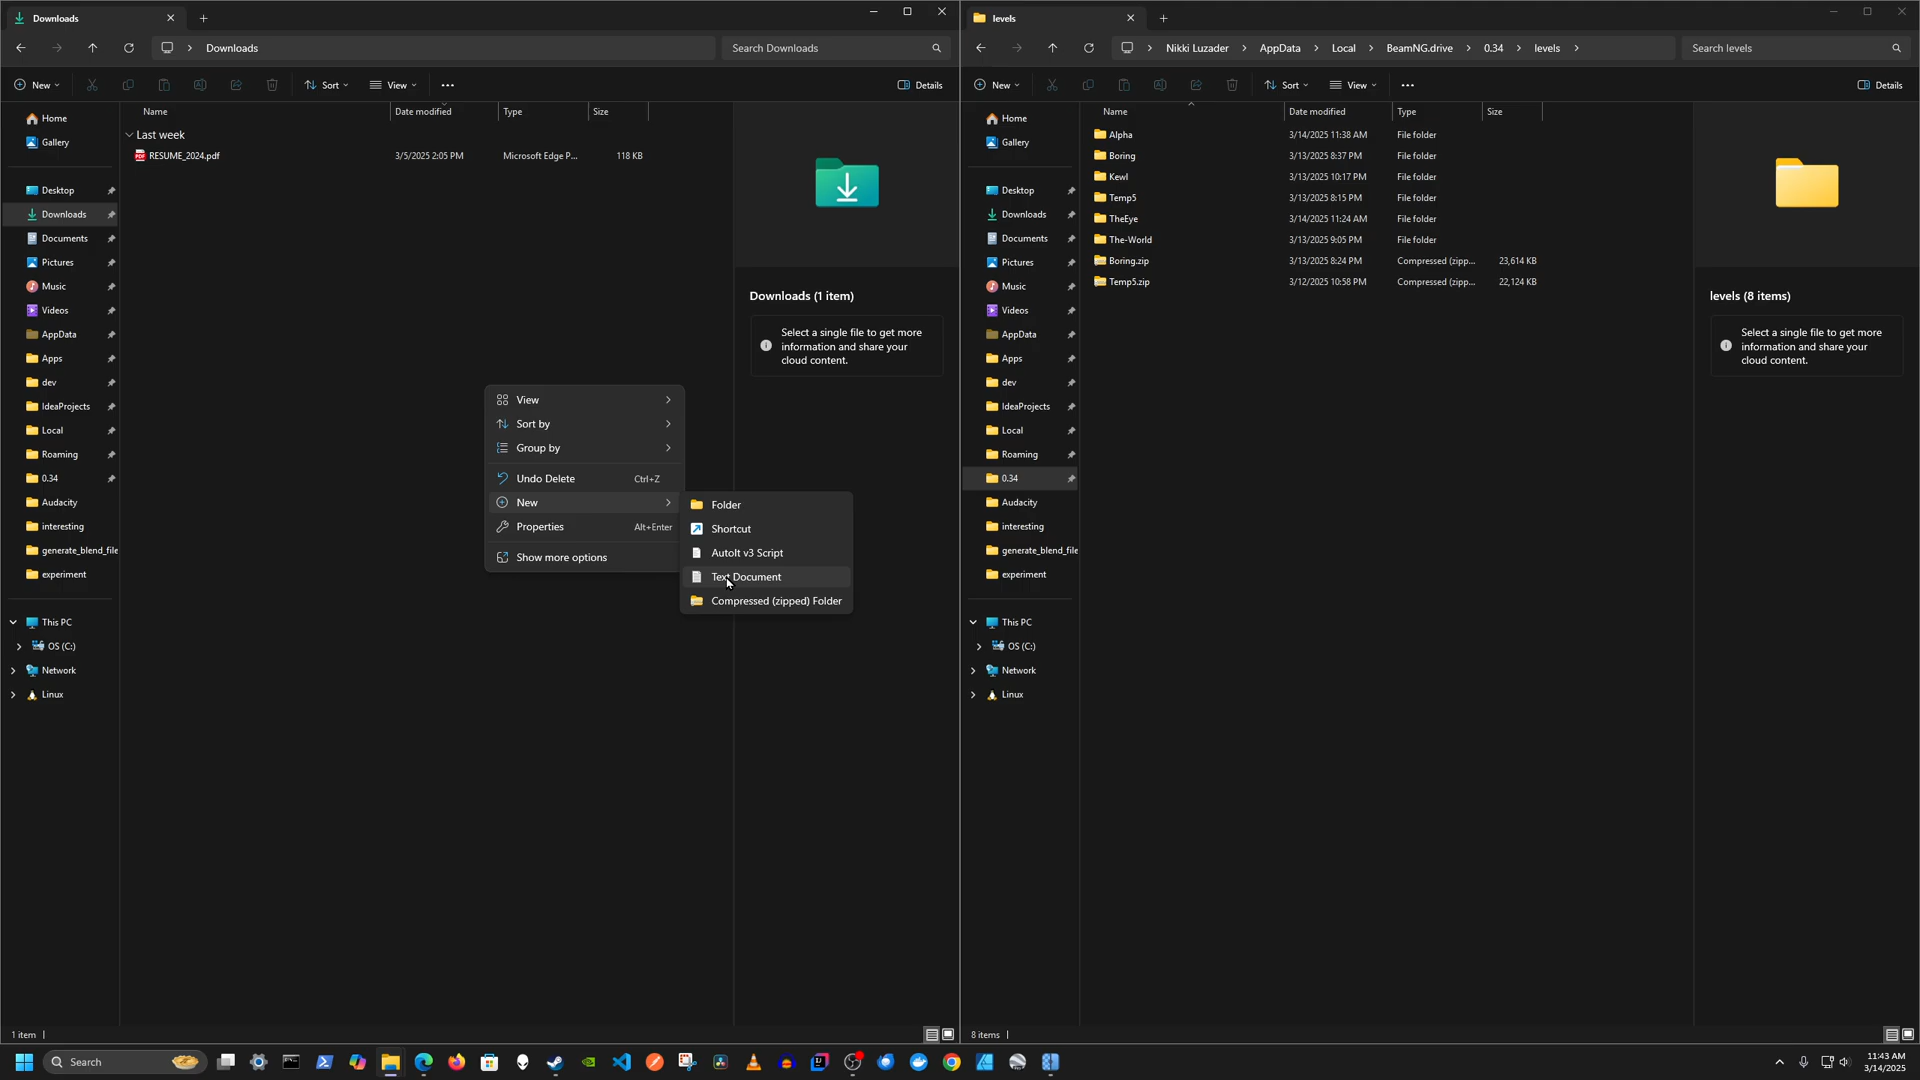 Downloads
Downloads
Search Downloads
New
Sort
View
Details
Name
Date modified
Type
Size
Home
Gallery
Desktop
Downloads
Documents
Pictures
Music
Videos
AppData
Apps
dev
IdeaProjects
Local
Roaming
0.34
Audacity
interesting
generate_blend_file
experiment
This PC
OS (C:)
Network
Linux
Last week
RESUME_2024.pdf 3/5/2025 2:05 PM Microsoft Edge P... 118 KB
Downloads (1 item)
Select a single file to get more
information and share your
cloud content.
View
Sort by
Group by
Undo Delete Ctrl+Z
New
Properties Alt+Enter
Show more options
Folder
Shortcut
AutoIt v3 Script
Text Document
Compressed (zipped) Folder
1 item
levels
Nikki Luzader AppData Local BeamNG.drive 0.34 levels
Search levels
New
Sort
View
Details
Name
Date modified
Type
Size
Home
Gallery
Desktop
Downloads
Documents
Pictures
Music
Videos
AppData
Apps
dev
IdeaProjects
Local
Roaming
0.34
Audacity
interesting
generate_blend_file
experiment
This PC
OS (C:)
Network
Linux
Alpha 3/14/2025 11:38 AM File folder
Boring 3/13/2025 8:37 PM File folder
Kewl 3/13/2025 10:17 PM File folder
Temp5 3/13/2025 8:15 PM File folder
TheEye 3/14/2025 11:24 AM File folder
The-World 3/13/2025 9:05 PM File folder
Boring.zip 3/13/2025 8:24 PM Compressed (zipp... 23,614 KB
Temp5.zip 3/12/2025 10:58 PM Compressed (zipp... 22,124 KB
levels (8 items)
Select a single file to get more
information and share your
cloud content.
8 items
Search
11:43 AM
3/14/2025